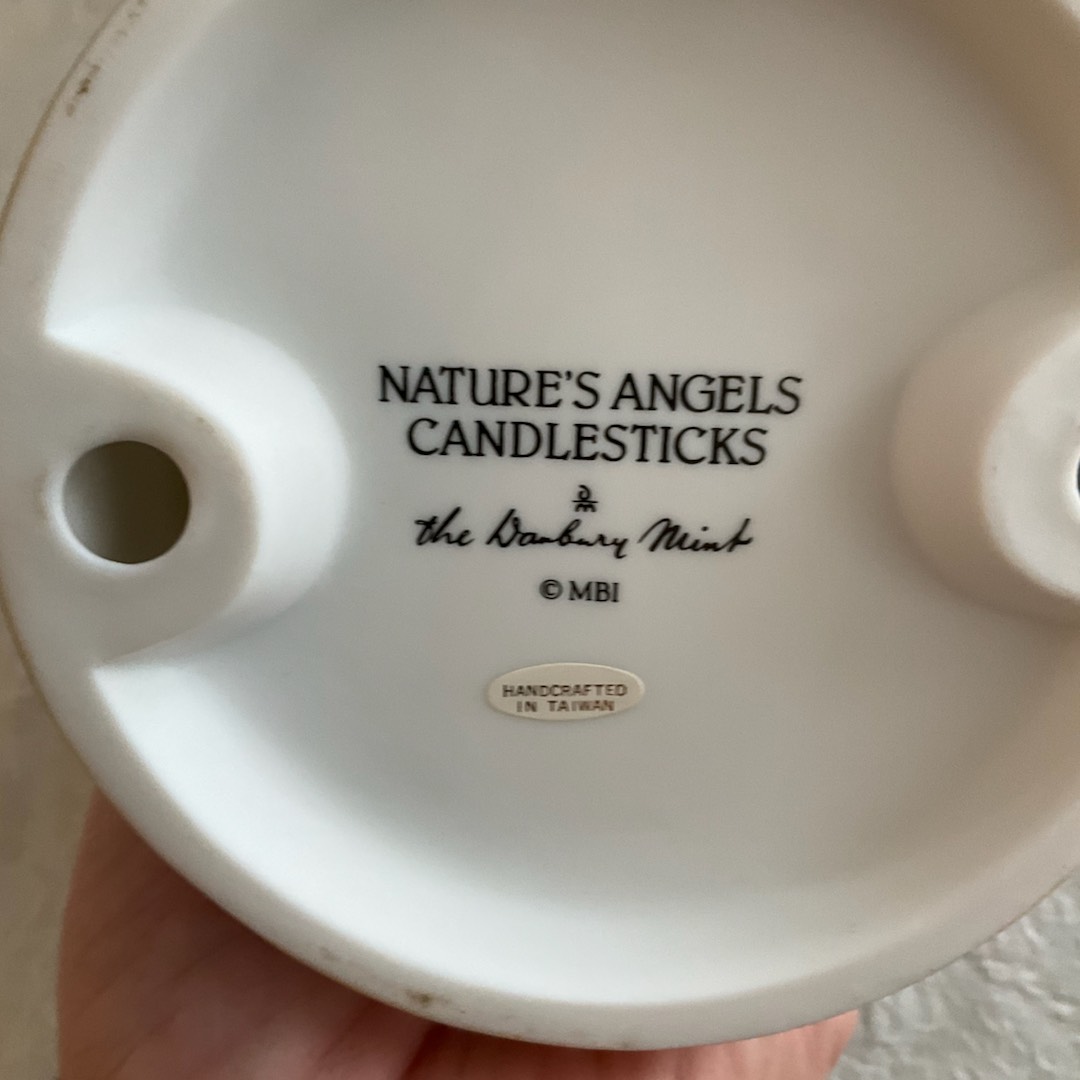 NATURE'S ANGELS
CANDLESTICKS
the Danbury Mint
© MBI
HANDCRAFTED
IN TAIWAN